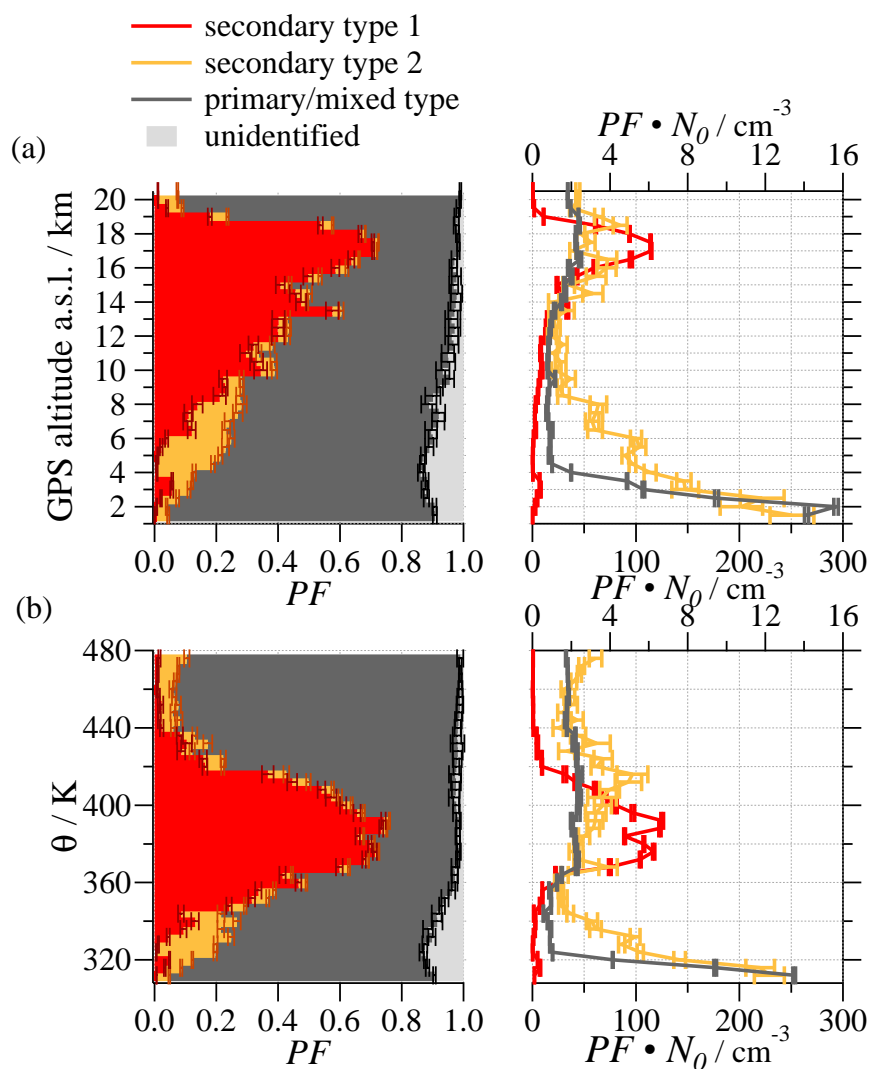 secondary type 1
secondary type 2
primary/mixed type
unidentified
(a)
PF • N0 / cm-3
0 4 8 12 16
GPS altitude a.s.l. / km
20
18
16
14
12
10
8
6
4
2
0.0 0.2 0.4 0.6 0.8 1.0
PF
0 100 200 300
PF • N0 / cm-3
(b)
PF • N0 / cm-3
0 4 8 12 16
θ / K
480
440
400
360
320
0.0 0.2 0.4 0.6 0.8 1.0
PF
0 100 200 300
PF • N0 / cm-3